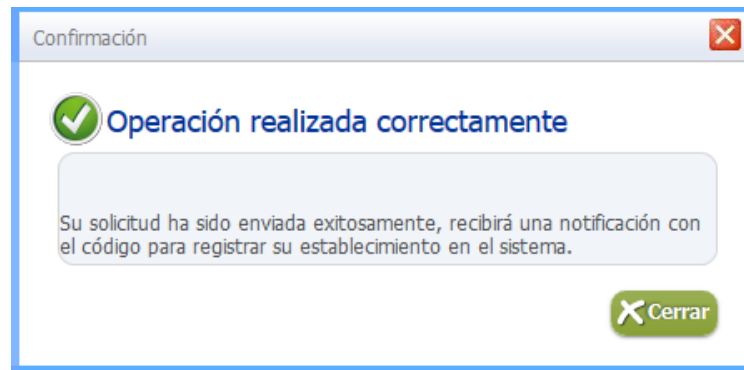 Confirmación
Operación realizada correctamente
Su solicitud ha sido enviada exitosamente, recibirá una notificación con
el código para registrar su establecimiento en el sistema.
Cerrar